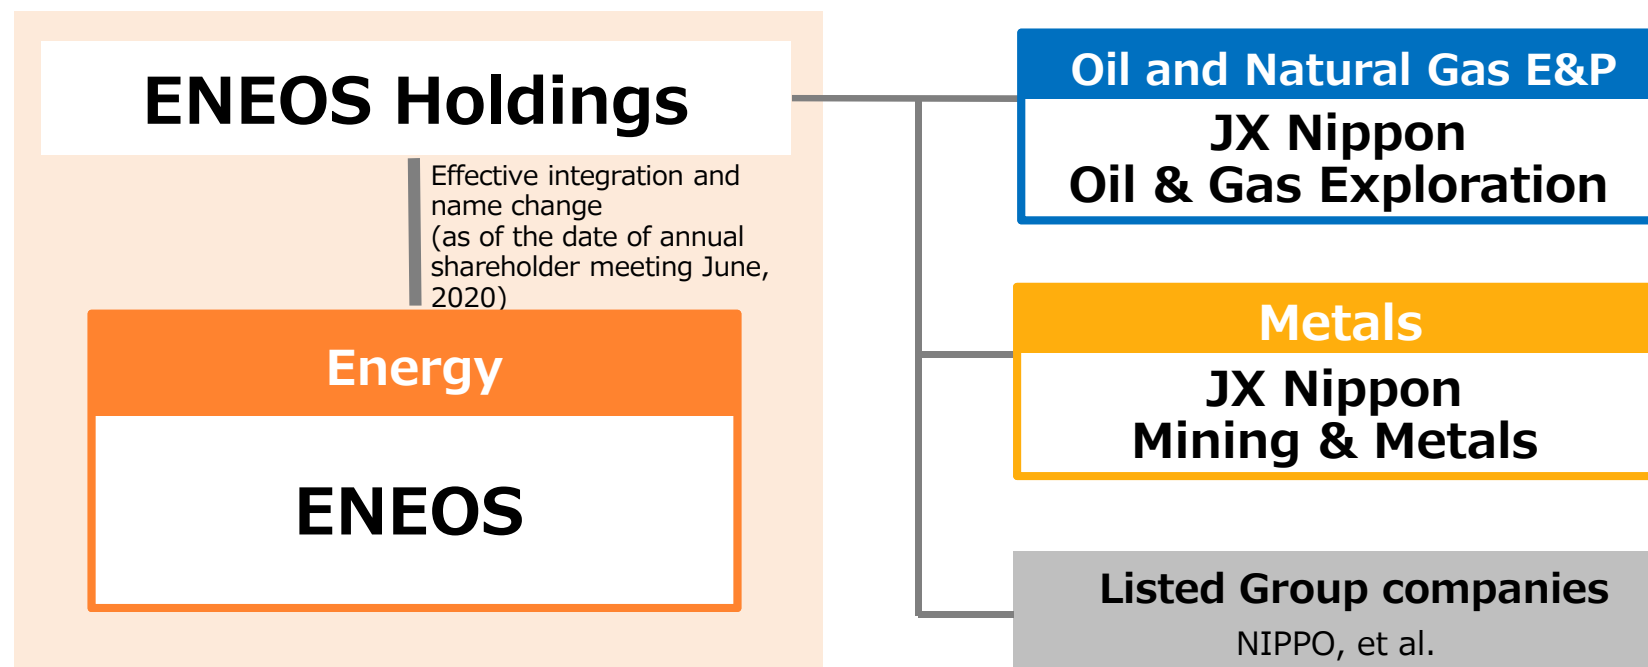 ENEOS Holdings
Effective integration and
name change
(as of the date of annual
shareholder meeting June,
2020)
Energy
ENEOS
Oil and Natural Gas E&P
JX Nippon
Oil & Gas Exploration
Metals
JX Nippon
Mining & Metals
Listed Group companies
NIPPO, et al.